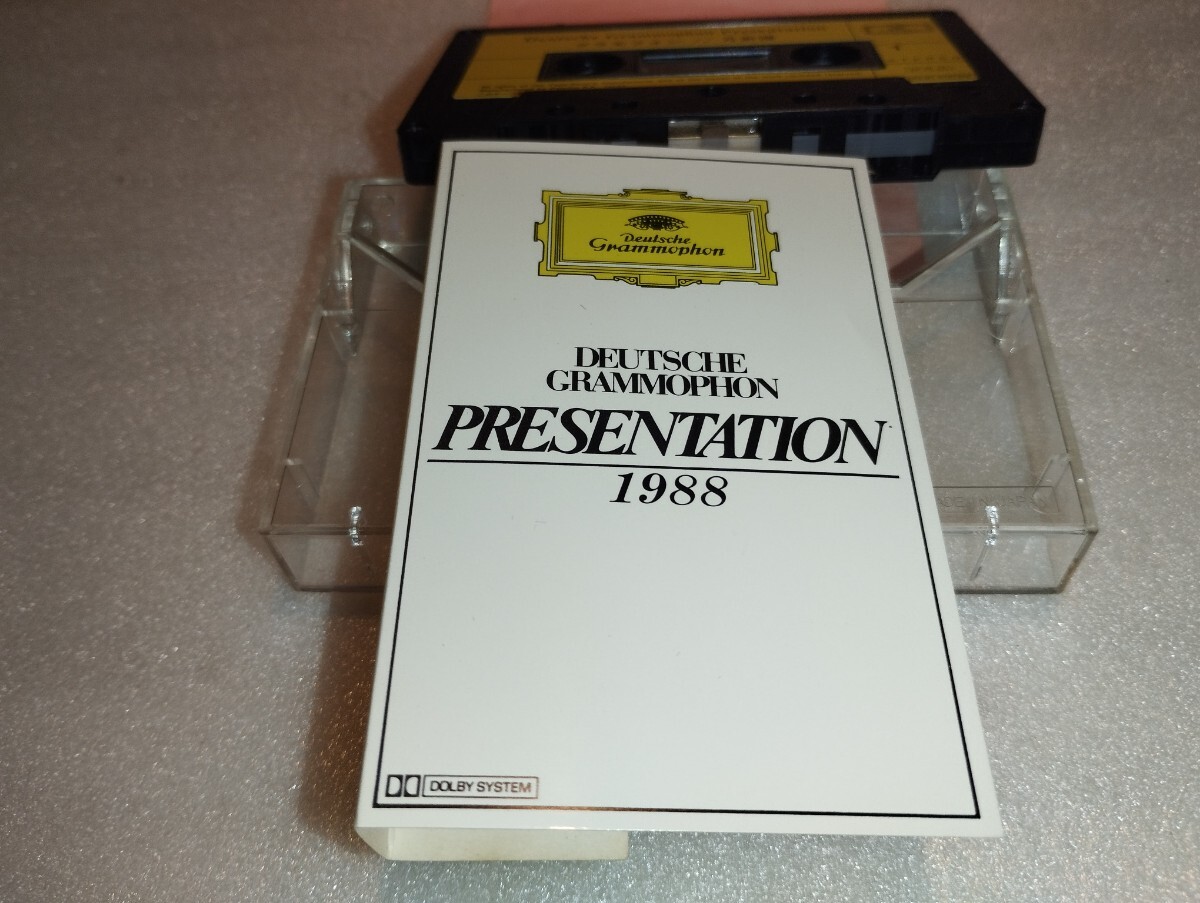 Deutsche
Grammophon
DEUTSCHE
GRAMMOPHON
PRESENTATION
1988
DOLBY SYSTEM